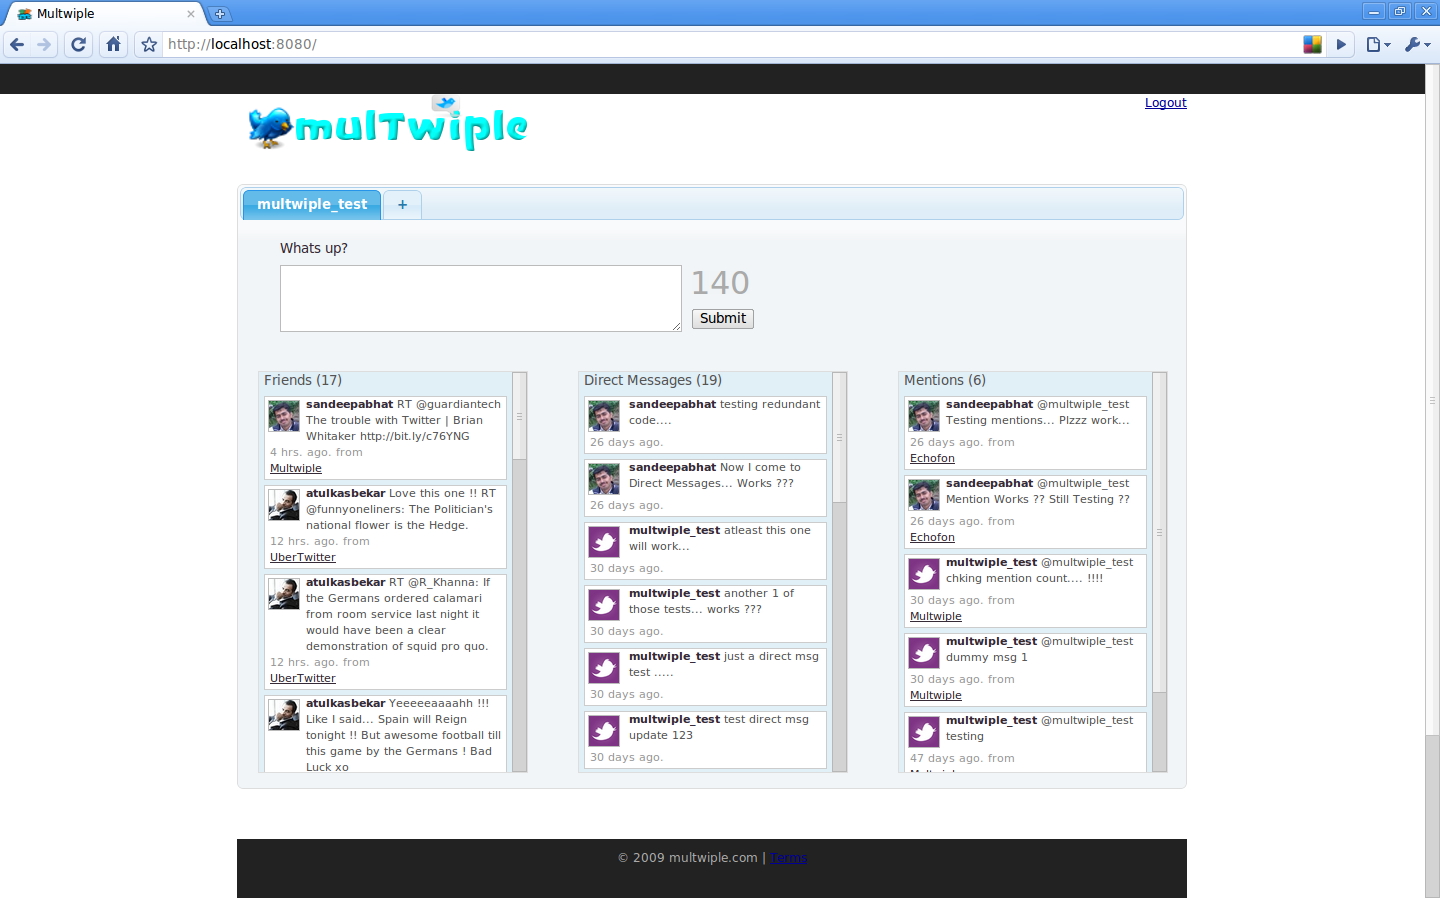 Multwiple
http://localhost:8080/
Logout
mulTwiple
multwiple_test
+
Whats up?
140
Submit
Friends (17)
sandeepabhat RT @guardiantech
The trouble with Twitter | Brian
Whitaker http://bit.ly/c76YNG
4 hrs. ago. from
Multwiple
atulkasbekar Love this one !! RT
@funnyoneliners: The Politician's
national flower is the Hedge.
12 hrs. ago. from
UberTwitter
atulkasbekar RT @R_Khanna: If
the Germans ordered calamari
from room service last night it
would have been a clear
demonstration of squid pro quo.
12 hrs. ago. from
UberTwitter
atulkasbekar Yeeeeeaaaahh !!!
Like I said... Spain will Reign
tonight !! But awesome football till
this game by the Germans ! Bad
Luck xo
Direct Messages (19)
sandeepabhat testing redundant
code....
26 days ago.
sandeepabhat Now I come to
Direct Messages... Works ???
26 days ago.
multwiple_test atleast this one
will work...
30 days ago.
multwiple_test another 1 of
those tests... works ???
30 days ago.
multwiple_test just a direct msg
test .....
30 days ago.
multwiple_test test direct msg
update 123
30 days ago.
Mentions (6)
sandeepabhat @multwiple_test
Testing mentions... Plzzz work...
26 days ago. from
Echofon
sandeepabhat @multwiple_test
Mention Works ?? Still Testing ??
26 days ago. from
Echofon
multwiple_test @multwiple_test
chking mention count.... !!!!
30 days ago. from
Multwiple
multwiple_test @multwiple_test
dummy msg 1
30 days ago. from
Multwiple
multwiple_test @multwiple_test
testing
47 days ago. from
© 2009 multwiple.com | Terms